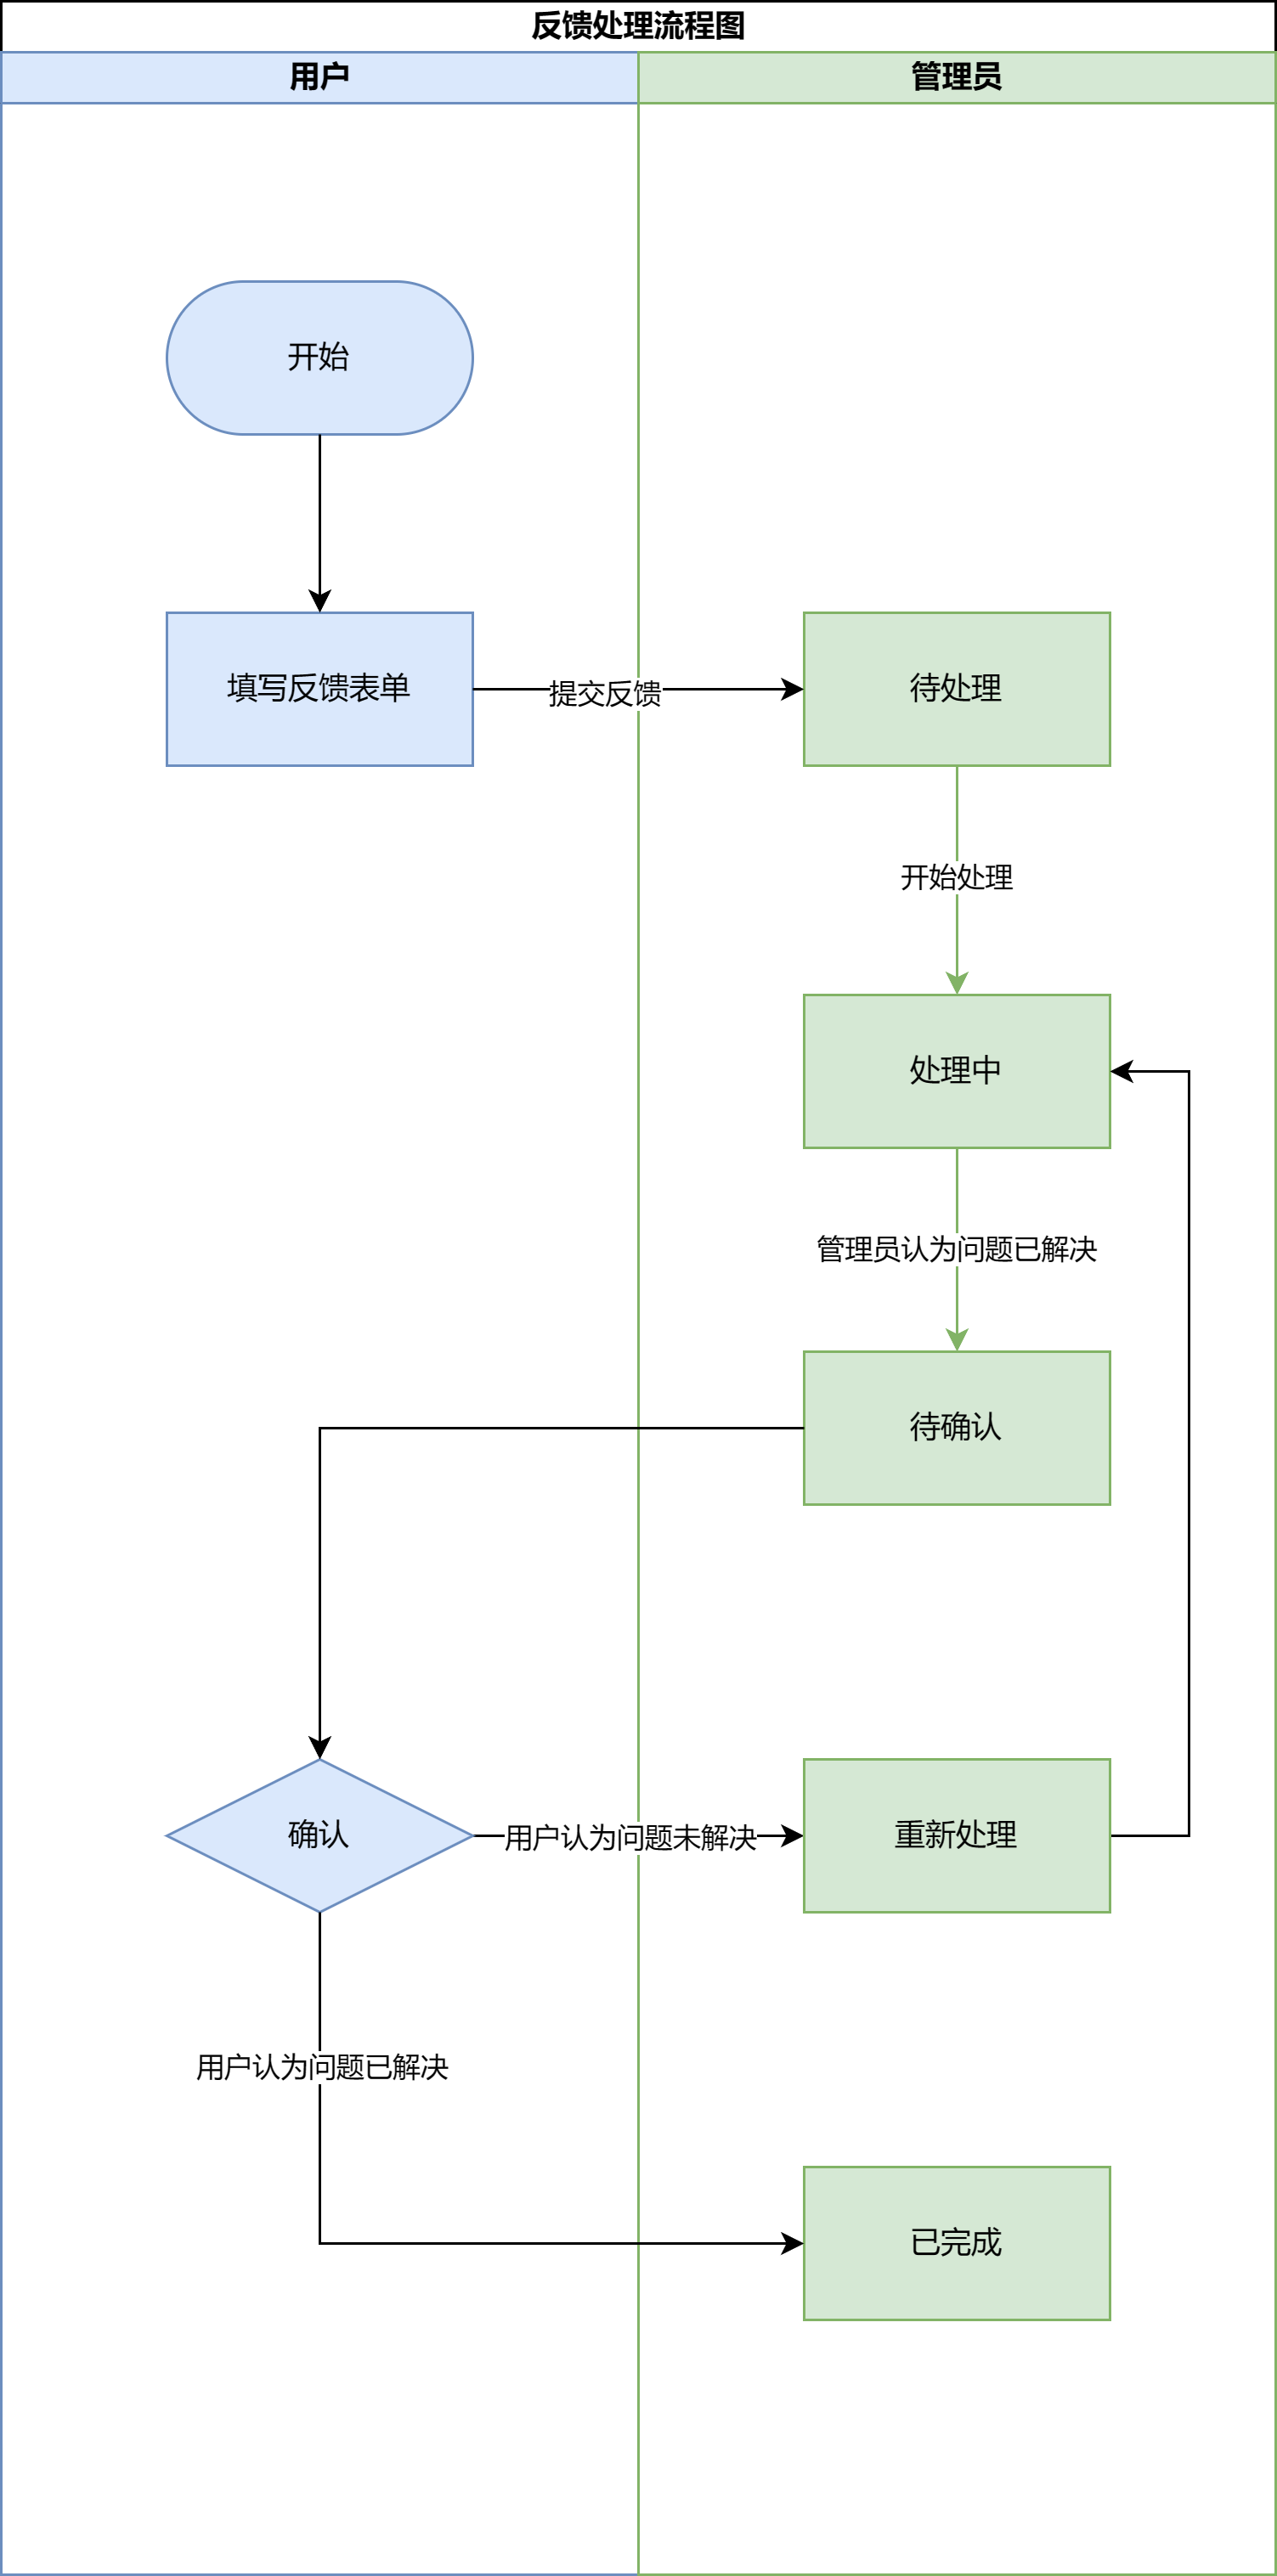 反馈处理流程图
用户
管理员
开始
填写反馈表单
提交反馈
待处理
开始处理
处理中
管理员认为问题已解决
待确认
确认
用户认为问题未解决
重新处理
用户认为问题已解决
已完成